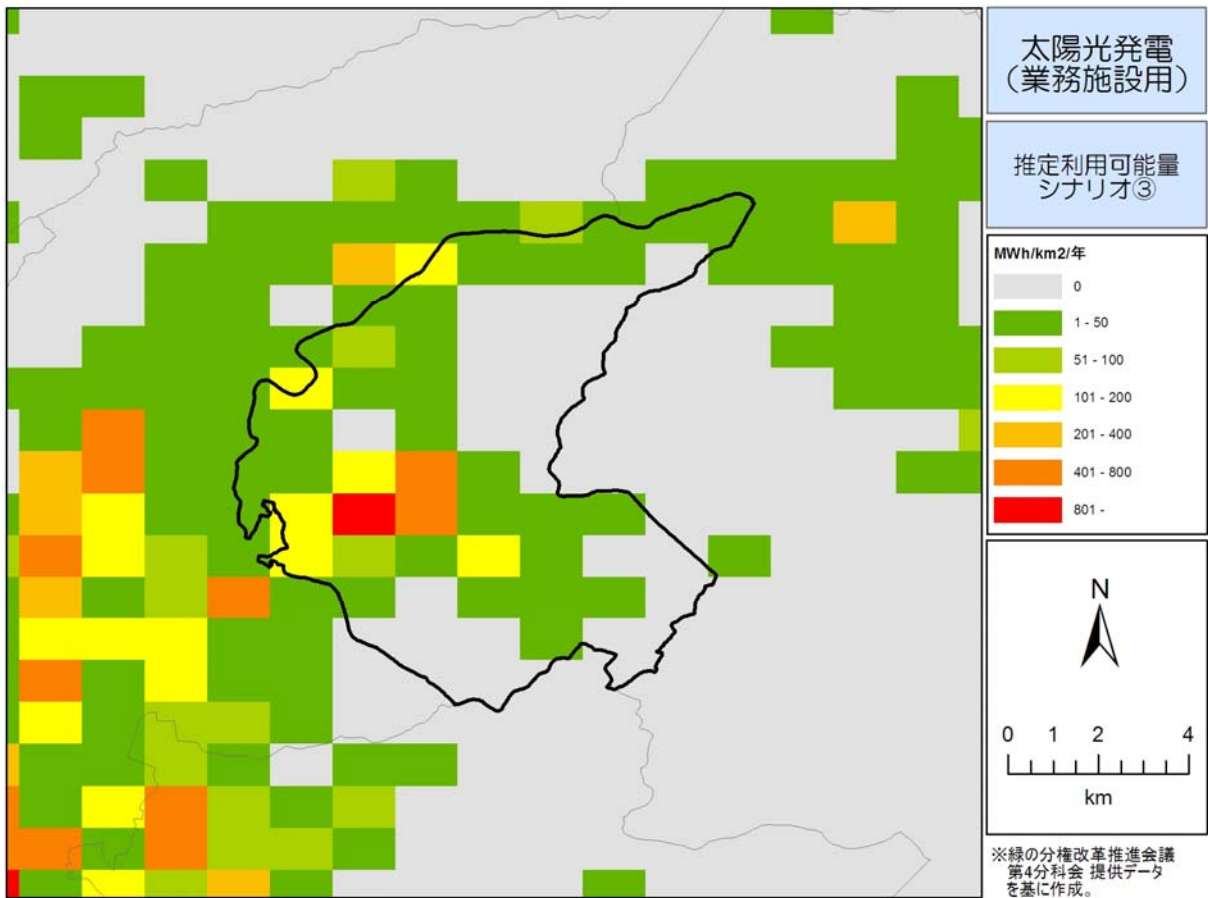 太陽光発電
（業務施設用）
推定利用可能量
シナリオ③
MWh/km2/年
0
1 - 50
51 - 100
101 - 200
201 - 400
401 - 800
801 -
N
0 1 2 4
km
※緑の分権改革推進会議
第4分科会 提供データ
を基に作成。